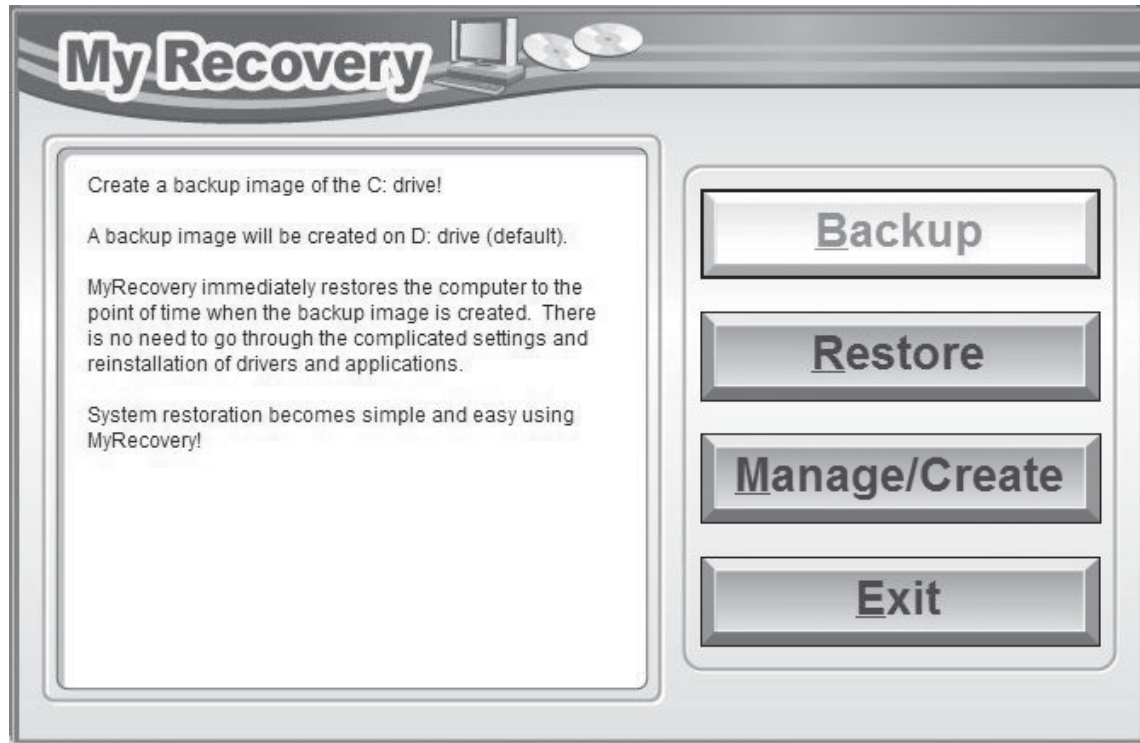 My Recovery
Create a backup image of the C: drive!
A backup image will be created on D: drive (default).
MyRecovery immediately restores the computer to the
point of time when the backup image is created.  There
is no need to go through the complicated settings and
reinstallation of drivers and applications.
System restoration becomes simple and easy using
MyRecovery!
Backup
Restore
Manage/Create
Exit